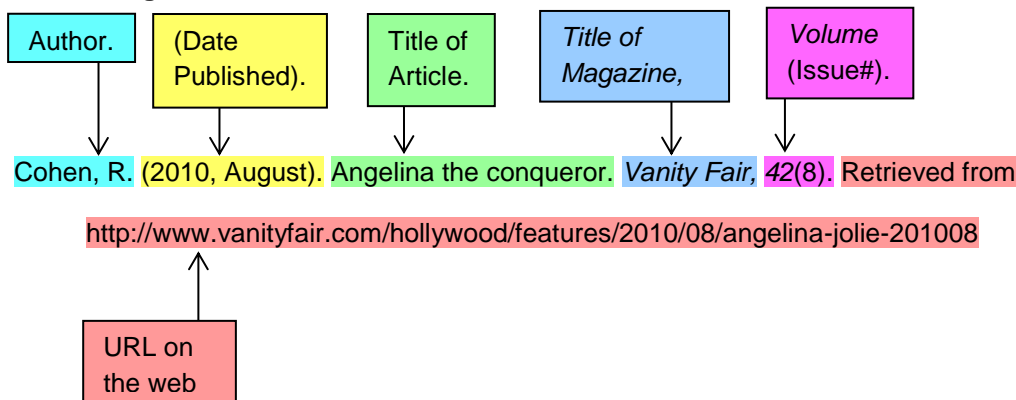 Author.
(Date
Published).
Title of
Article.
Title of
Magazine,
Volume
(Issue#).
Cohen, R. (2010, August). Angelina the conqueror. Vanity Fair, 42(8). Retrieved from
http://www.vanityfair.com/hollywood/features/2010/08/angelina-jolie-201008
URL on
the web